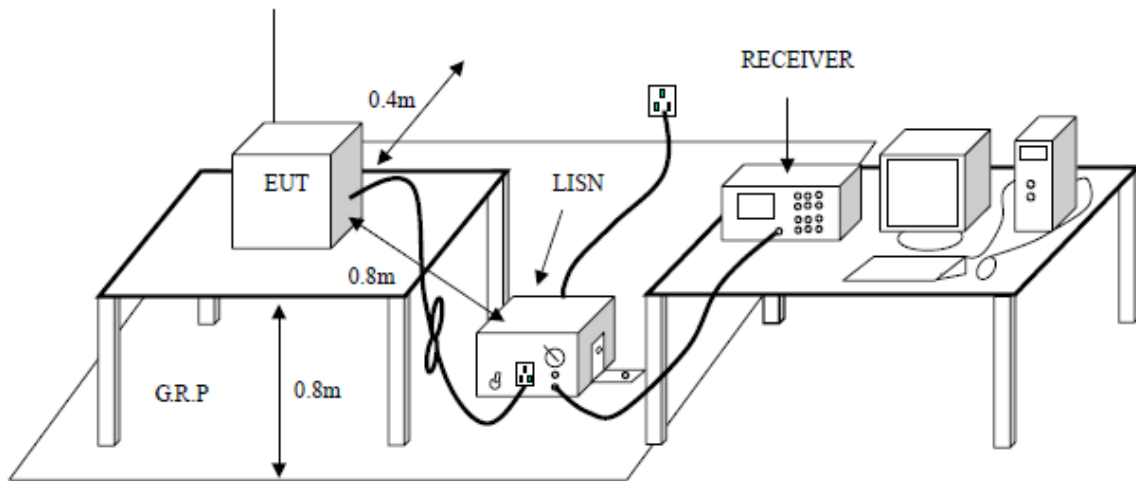 RECEIVER
0.4m
EUT
LISN
0.8m
G.R.P
0.8m